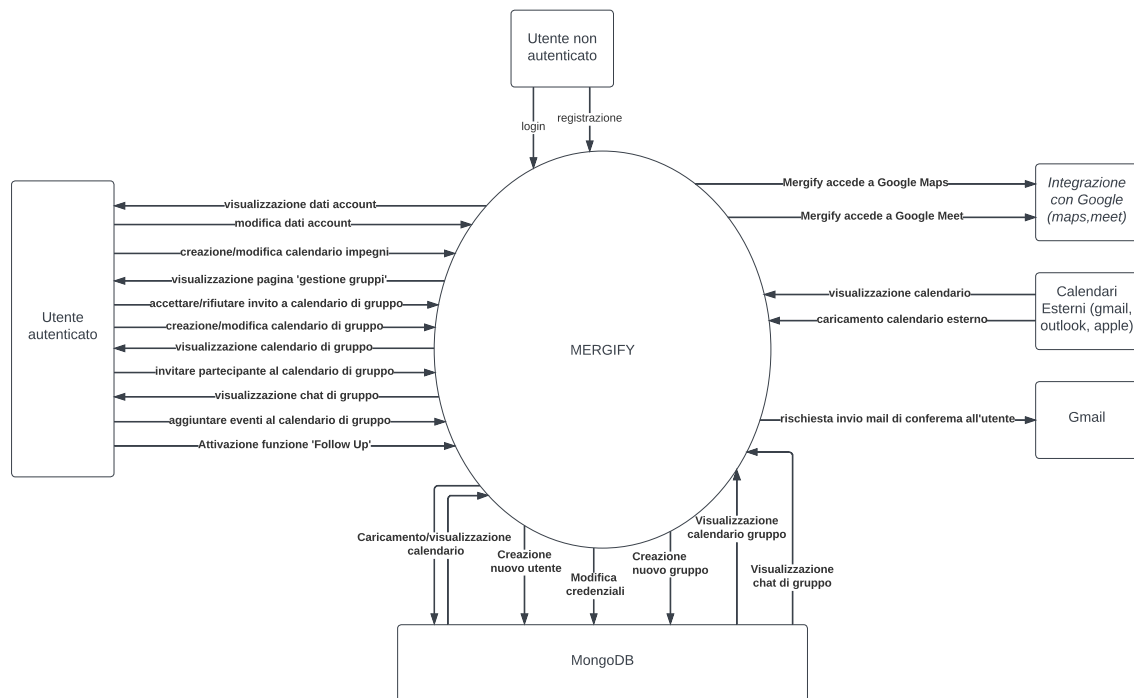 Utente non
autenticato
login
registrazione
Utente
autenticato
visualizzazione dati account
modifica dati account
creazione/modifica calendario impegni
visualizzazione pagina 'gestione gruppi'
accettare/rifiutare invito a calendario di gruppo
creazione/modifica calendario di gruppo
visualizzazione calendario di gruppo
invitare partecipante al calendario di gruppo
visualizzazione chat di gruppo
aggiuntare eventi al calendario di gruppo
Attivazione funzione 'Follow Up'
MERGIFY
Mergify accede a Google Maps
Mergify accede a Google Meet
Integrazione
con Google
(maps,meet)
visualizzazione calendario
caricamento calendario esterno
Calendari
Esterni (gmail,
outlook, apple)
rischiesta invio mail di conferema all'utente
Gmail
Caricamento/visualizzazione
calendario
Creazione
nuovo utente
Modifica
credenziali
Creazione
nuovo gruppo
Visualizzazione
calendario gruppo
Visualizzazione
chat di gruppo
MongoDB